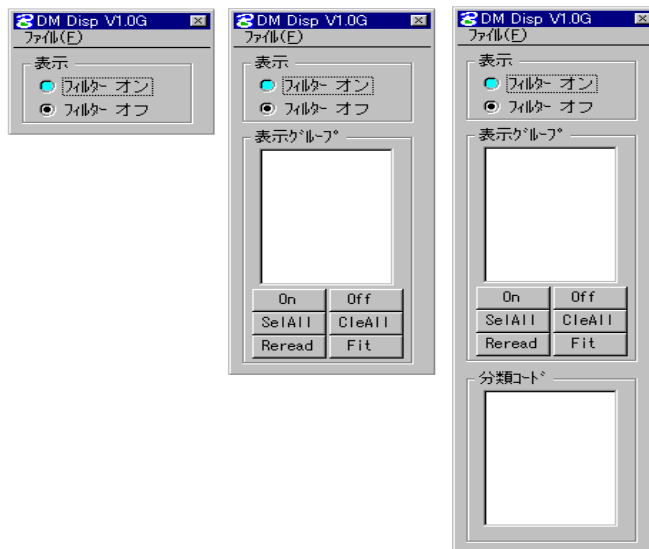 DM Disp V1.0G
ﾌｧｲﾙ(F)
表示
ﾌｨﾙﾀｰ オン
ﾌｨﾙﾀｰ オフ
DM Disp V1.0G
ﾌｧｲﾙ(F)
表示
ﾌｨﾙﾀｰ オン
ﾌｨﾙﾀｰ オフ
表示ｸﾞﾙｰﾌﾟ
On Off
SelAll CleAll
Reread Fit
DM Disp V1.0G
ﾌｧｲﾙ(F)
表示
ﾌｨﾙﾀｰ オン
ﾌｨﾙﾀｰ オフ
表示ｸﾞﾙｰﾌﾟ
On Off
SelAll CleAll
Reread Fit
分類ｺｰﾄﾞ